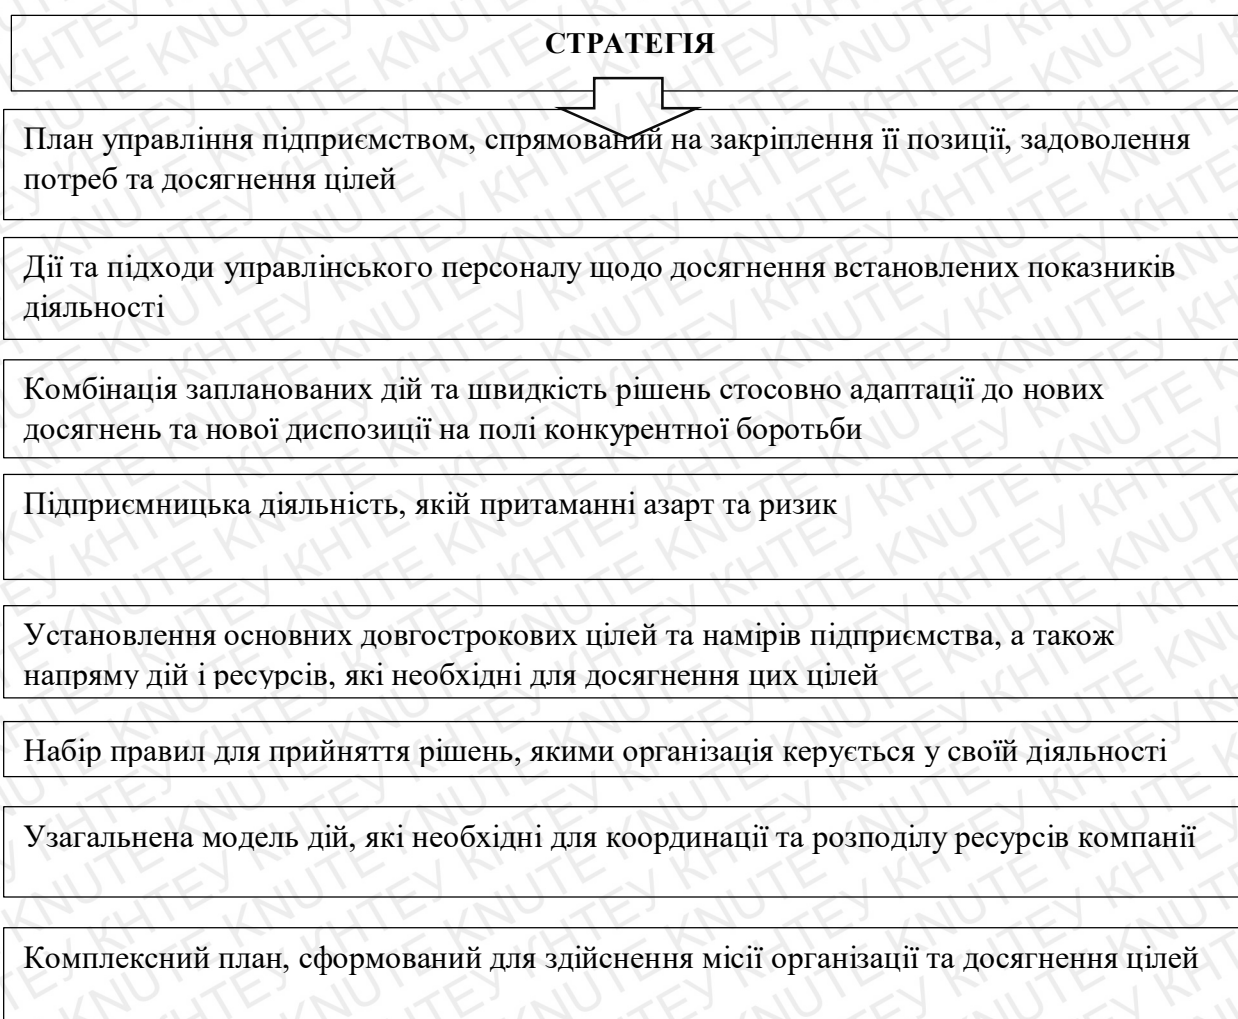 СТРАТЕГІЯ
План управління підприємством, спрямований на закріплення її позиції, задоволення
потреб та досягнення цілей
Дії та підходи управлінського персоналу щодо досягнення встановлених показників
діяльності
Комбінація запланованих дій та швидкість рішень стосовно адаптації до нових
досягнень та нової диспозиції на полі конкурентної боротьби
Підприємницька діяльність, якій притаманні азарт та ризик
Установлення основних довгострокових цілей та намірів підприємства, а також
напряму дій і ресурсів, які необхідні для досягнення цих цілей
Набір правил для прийняття рішень, якими організація керується у своїй діяльності
Узагальнена модель дій, які необхідні для координації та розподілу ресурсів компанії
Комплексний план, сформований для здійснення місії організації та досягнення цілей